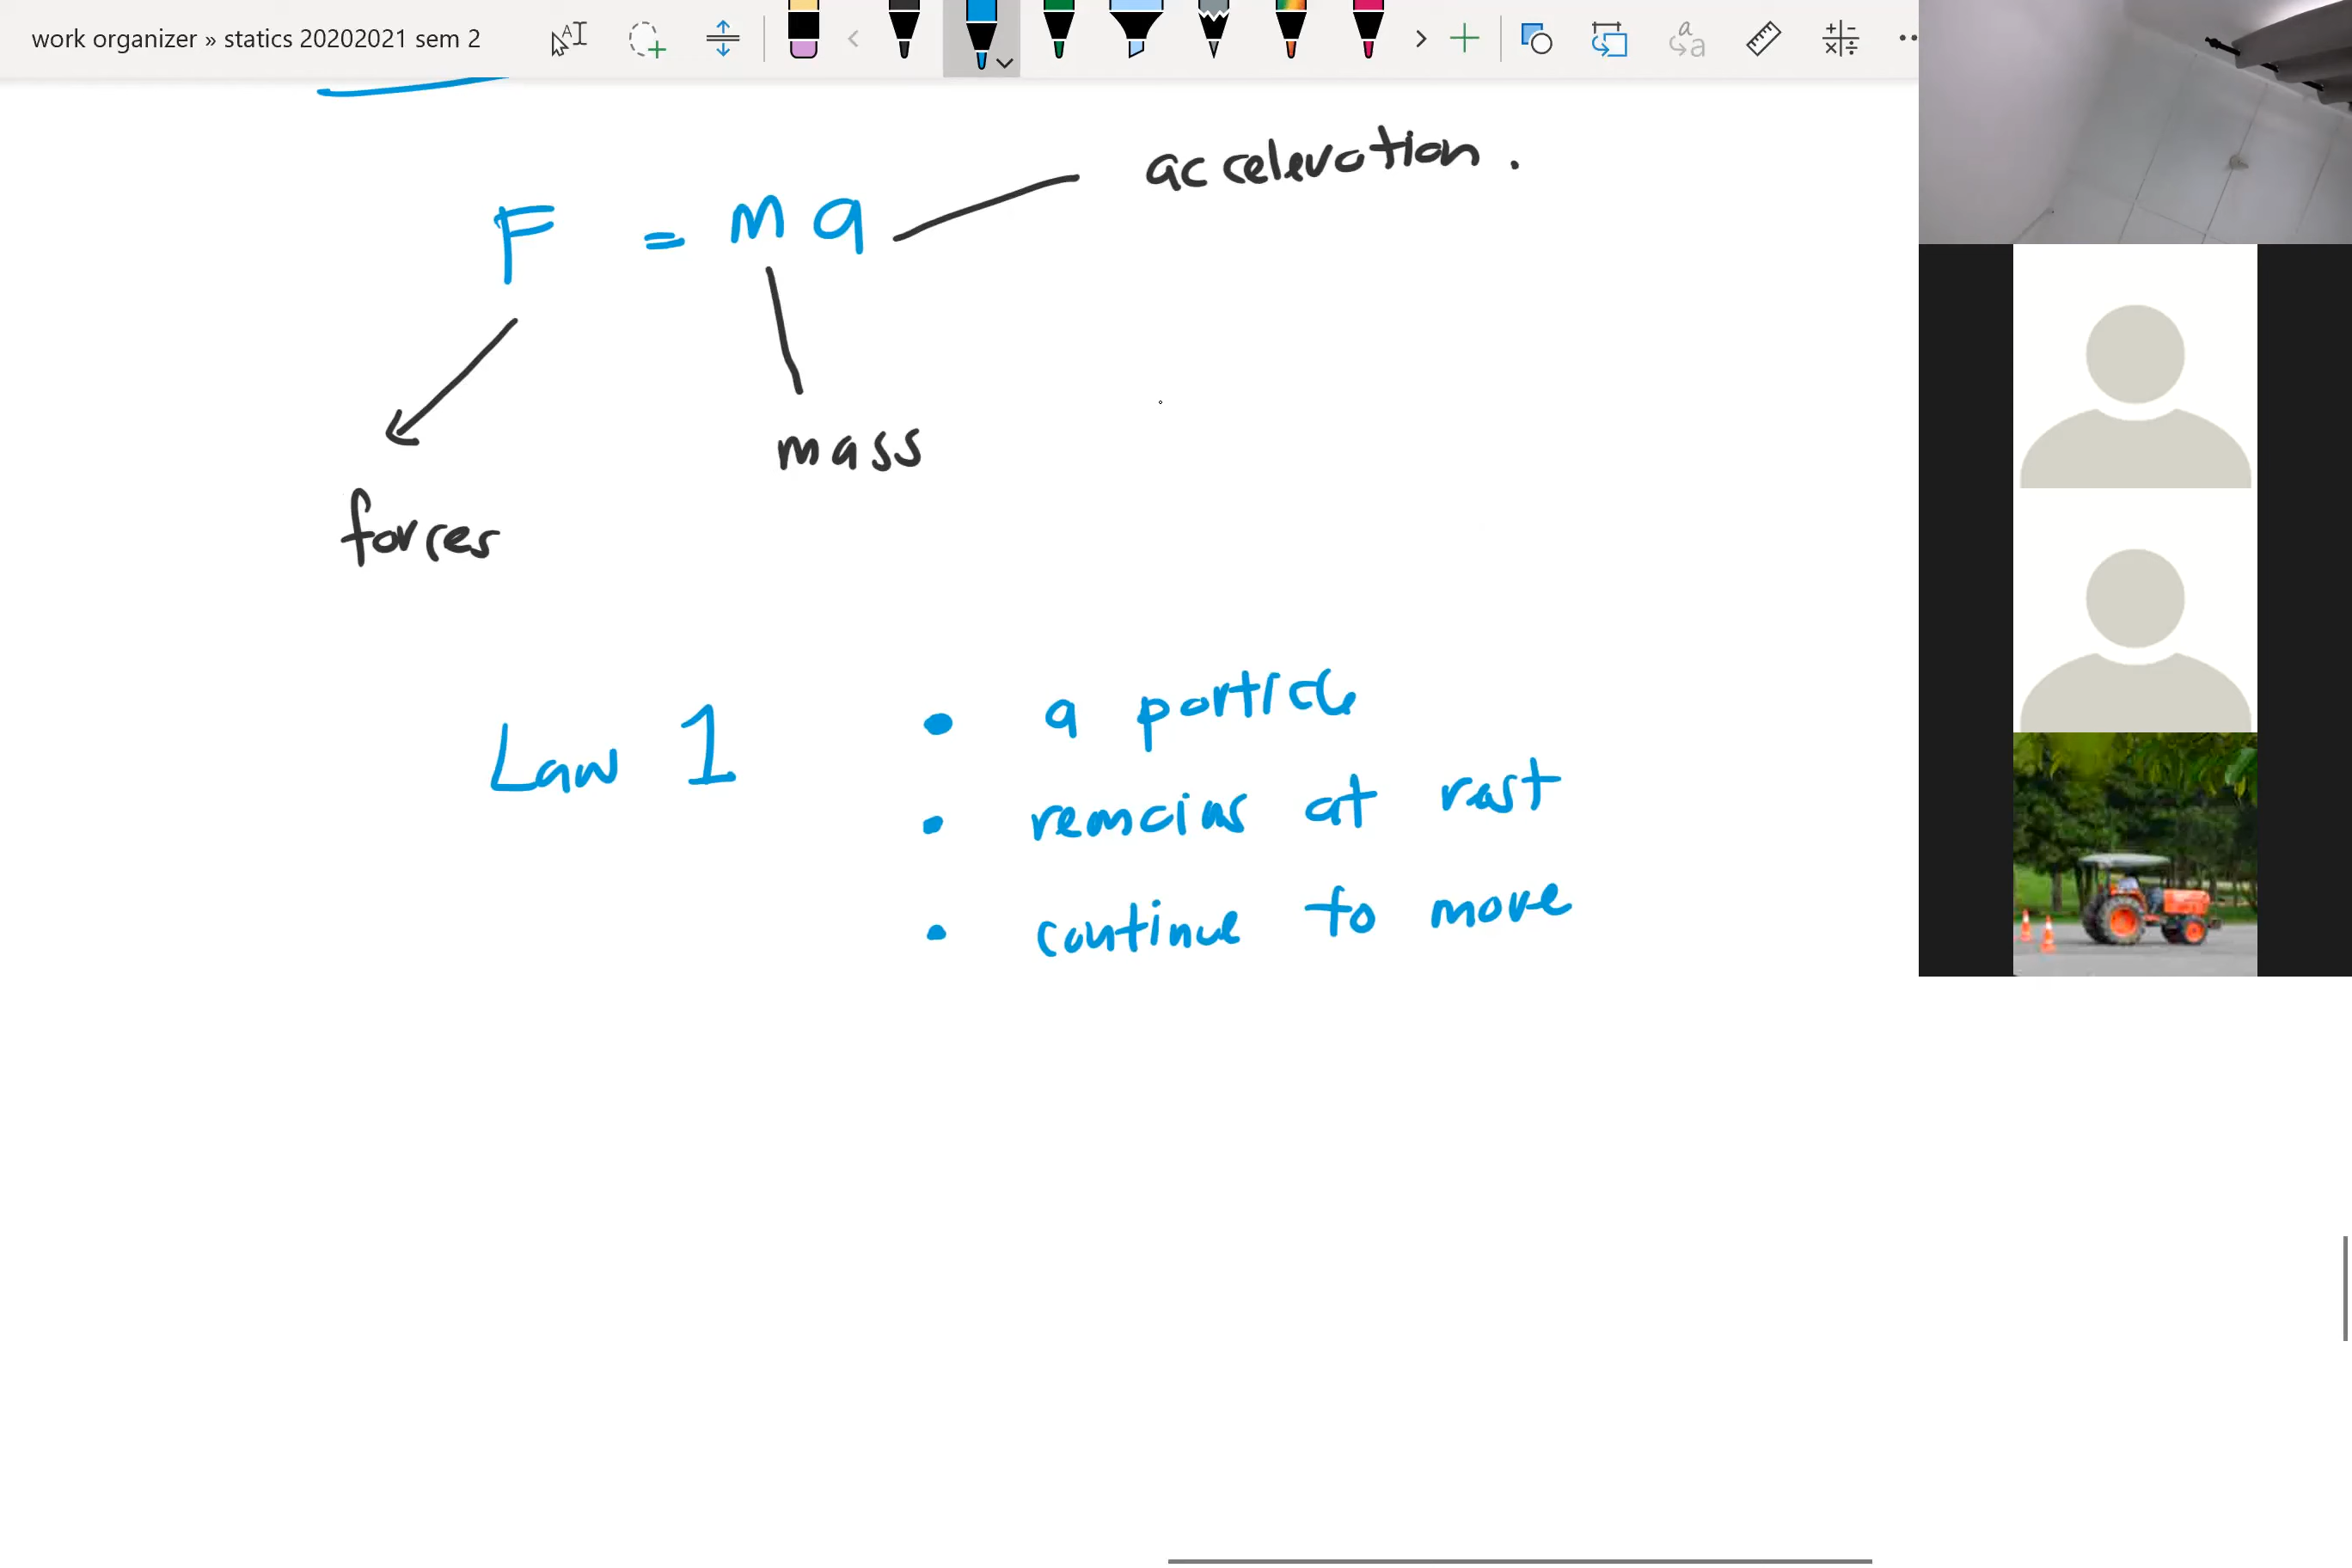 work organizer » statics 20202021 sem 2
acceleration.
F = ma
mass
forces
Law 1
• a particle
• remains at rest
• continue to move